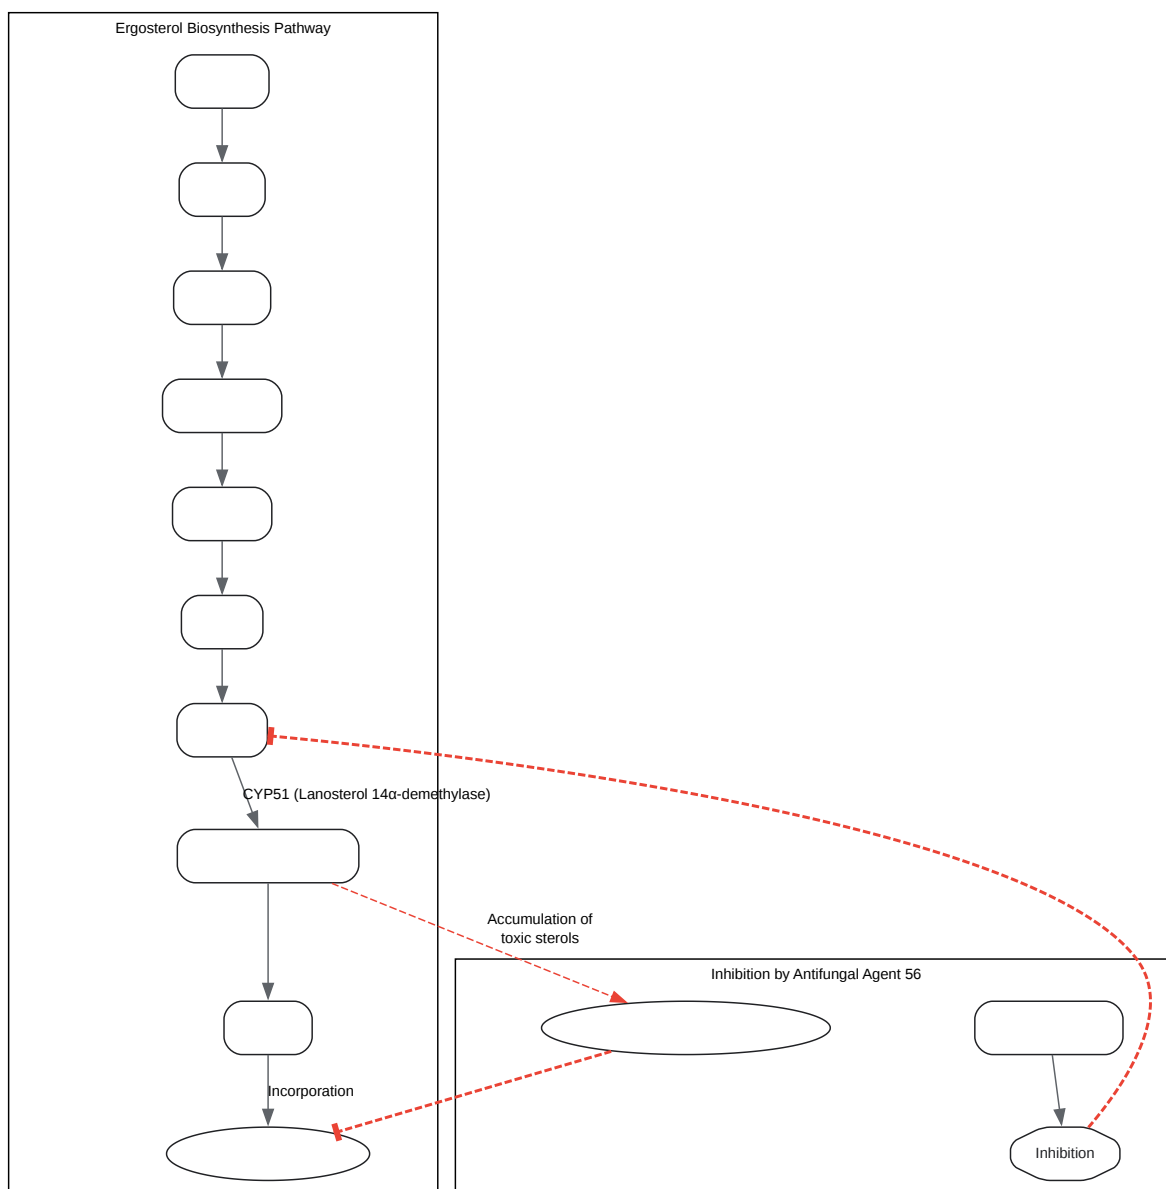 Ergosterol Biosynthesis Pathway
CYP51 (Lanosterol 14α-demethylase)
Accumulation of
toxic sterols
Inhibition by Antifungal Agent 56
Incorporation
Inhibition